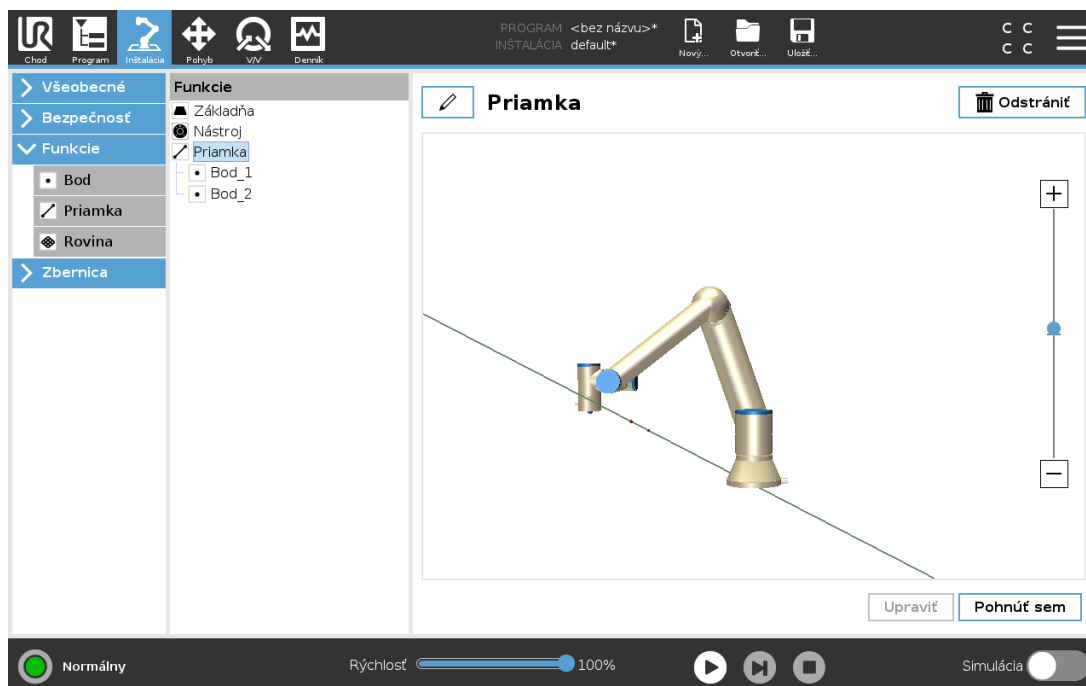 UR
PROGRAM <bez názvu>*
INŠTALÁCIA default*
C C
C C
Chod
Program
Inštalácia
Pohyb
V/V
Denník
Nový...
Otvoriť...
Uložiť...
Všeobecné
Bezpečnosť
Funkcie
Bod
Priamka
Rovina
Zbernica
Funkcie
Základňa
Nástroj
Priamka
Bod_1
Bod_2
Priamka
Odstrániť
Upraviť
Pohnúť sem
Normálny
Rýchlosť
100%
Simulácia